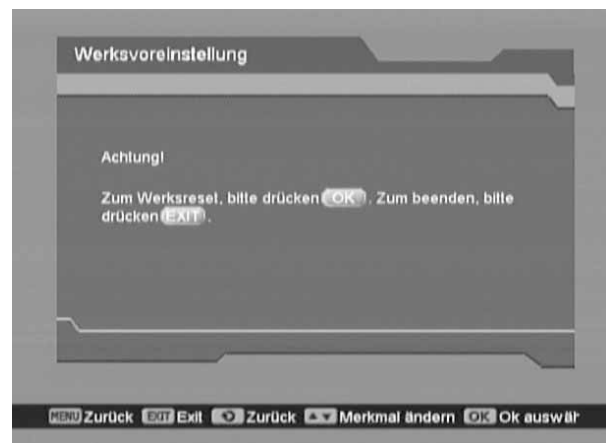 Werksvoreinstellung
Achtung!
Zum Werksreset, bitte drücken OK . Zum beenden, bitte
drücken EXIT .
MENU Zurück EXIT Exit Zurück Merkmal ändern OK Ok auswäh